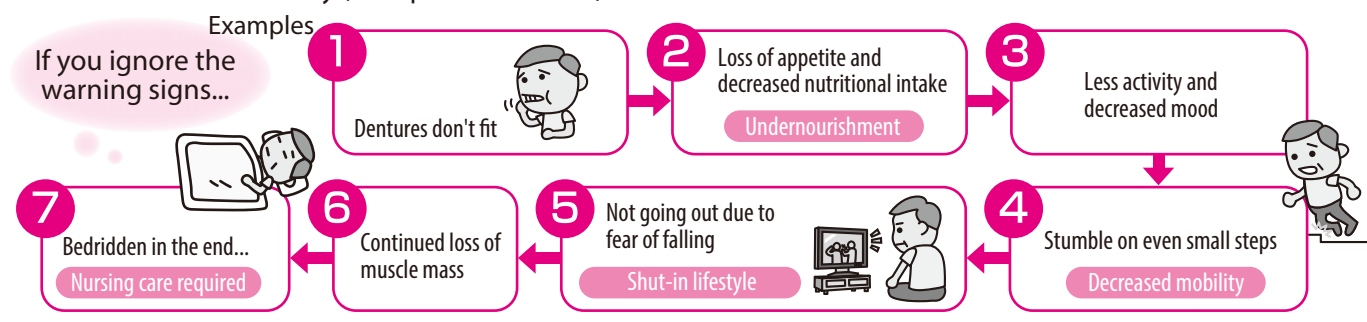 Examples
If you ignore the
warning signs...
1
Dentures don't fit
2
Loss of appetite and
decreased nutritional intake
Undernourishment
3
Less activity and
decreased mood
4
Stumble on even small steps
Decreased mobility
5
Not going out due to
fear of falling
Shut-in lifestyle
6
Continued loss of
muscle mass
7
Bedridden in the end...
Nursing care required